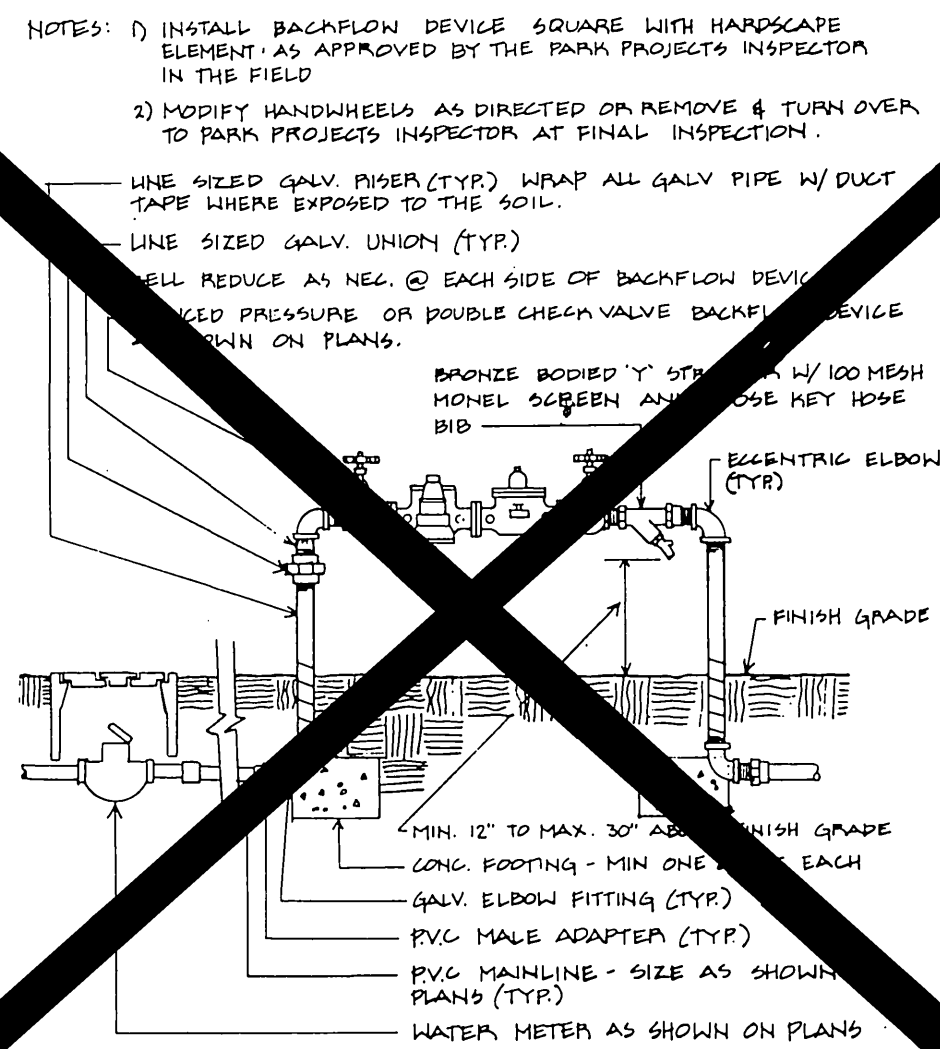 NOTES: 1) INSTALL BACKFLOW DEVICE SQUARE WITH HARDSCAPE
ELEMENT. AS APPROVED BY THE PARK PROJECTS INSPECTOR
IN THE FIELD
2) MODIFY HANDWHEELS AS DIRECTED OR REMOVE & TURN OVER
TO PARK PROJECTS INSPECTOR AT FINAL INSPECTION.
LINE SIZED GALV. RISER (TYP.) WRAP ALL GALV PIPE W/ DUCT
TAPE WHERE EXPOSED TO THE SOIL.
LINE SIZED GALV. UNION (TYP.)
REDUCE AS NEC. @ EACH SIDE OF BACKFLOW
PRESSURE OR DOUBLE CHECK VALVE
ON PLANS.
BRONZE BODIED 'Y' W/ 100 MESH
MONEL SCREEN KEY HOSE
BIB
ECCENTRIC ELBOW
(TYP.)
FINISH GRADE
MIN. 12" TO MAX. 30" GRADE
CONC. FOOTING - MIN ONE EACH
GALV. ELBOW FITTING (TYP.)
P.V.C MALE ADAPTER (TYP.)
P.V.C MAINLINE - SIZE AS SHOWN
PLANS (TYP.)
WATER METER AS SHOWN ON PLANS